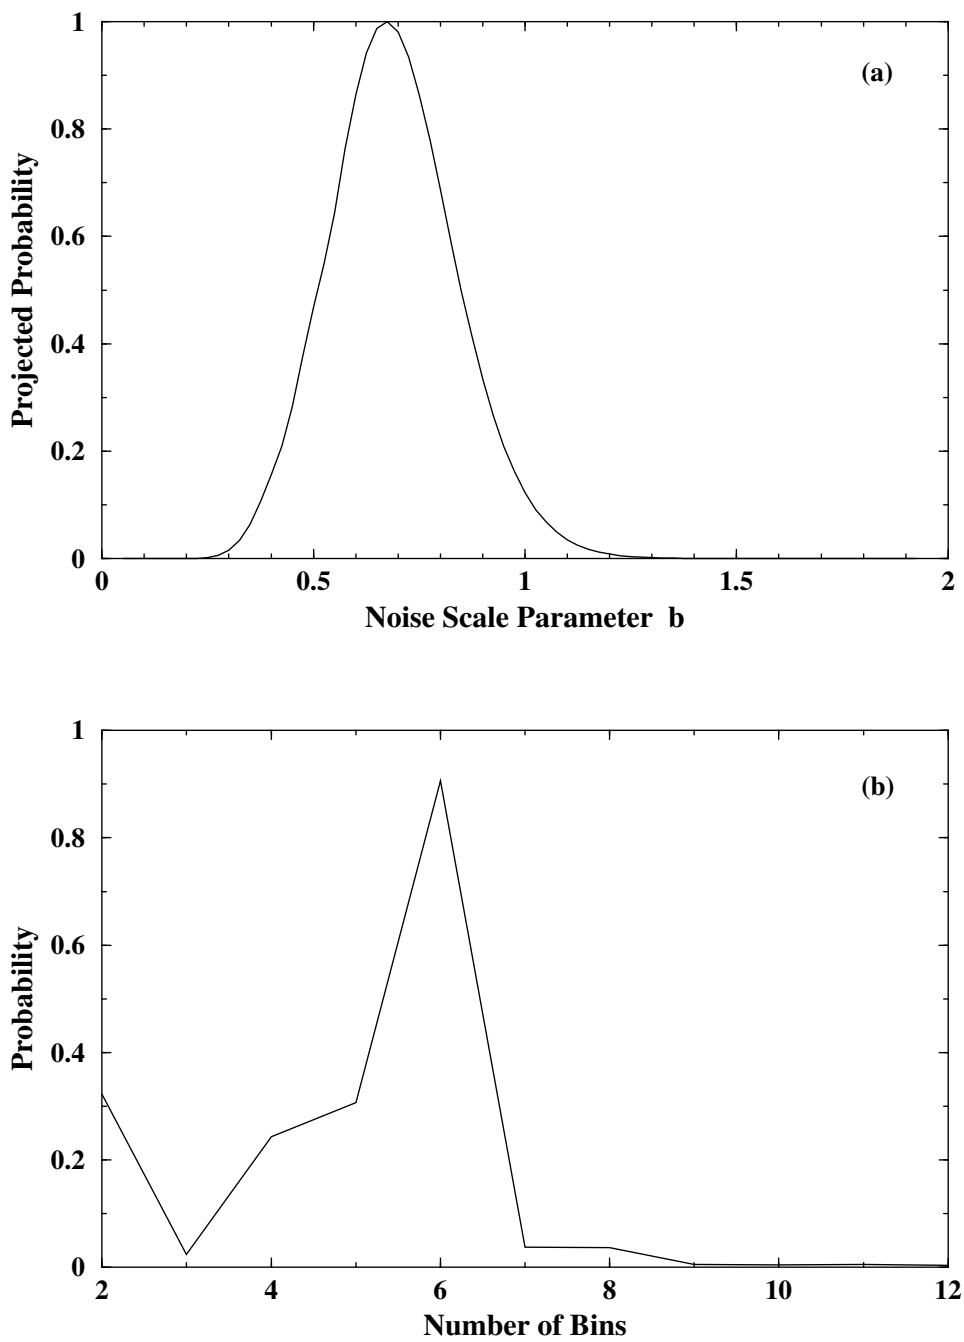 1
(a)
0.8
0.6
0.4
0.2
0
Projected Probability
0 0.5 1 1.5 2
Noise Scale Parameter b
1
(b)
0.8
0.6
0.4
0.2
0
Probability
2 4 6 8 10 12
Number of Bins